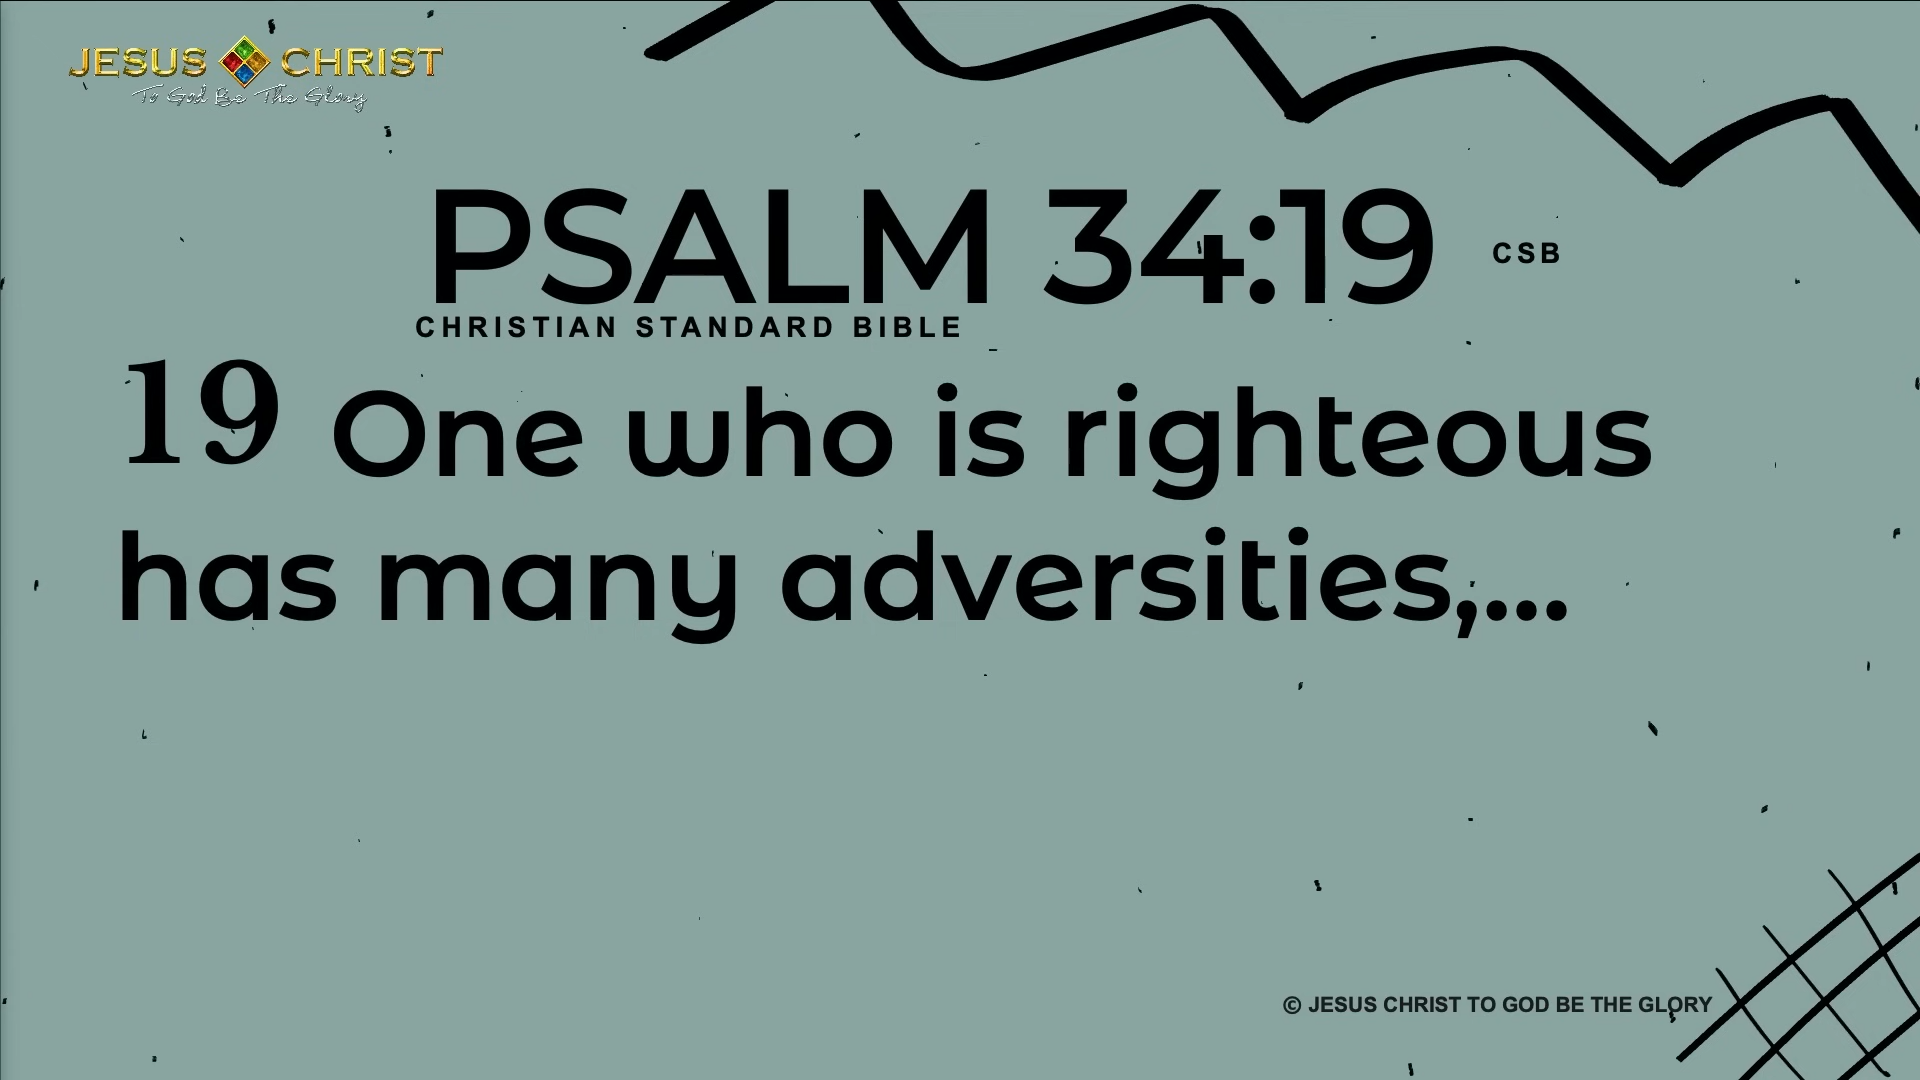 JESUS CHRIST
To God Be The Glory
PSALM 34:19 CSB
CHRISTIAN STANDARD BIBLE
19 One who is righteous
has many adversities,...
© JESUS CHRIST TO GOD BE THE GLORY